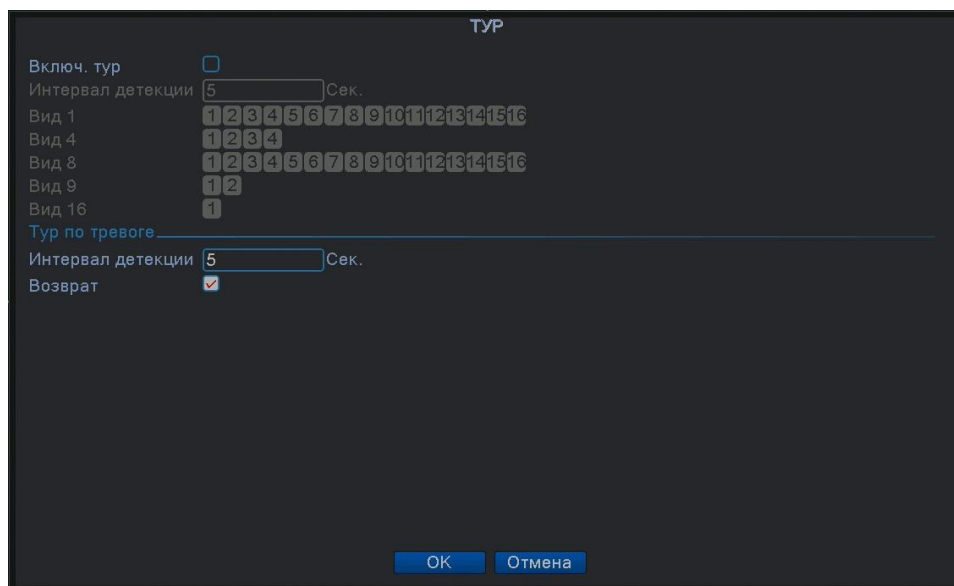 ТУР
Включ. тур
Интервал детекции 5 Сек.
Вид 1 1 2 3 4 5 6 7 8 9 10 11 12 13 14 15 16
Вид 4 1 2 3 4
Вид 8 1 2 3 4 5 6 7 8 9 10 11 12 13 14 15 16
Вид 9 1 2
Вид 16 1
Тур по тревоге
Интервал детекции 5 Сек.
Возврат
OK Отмена